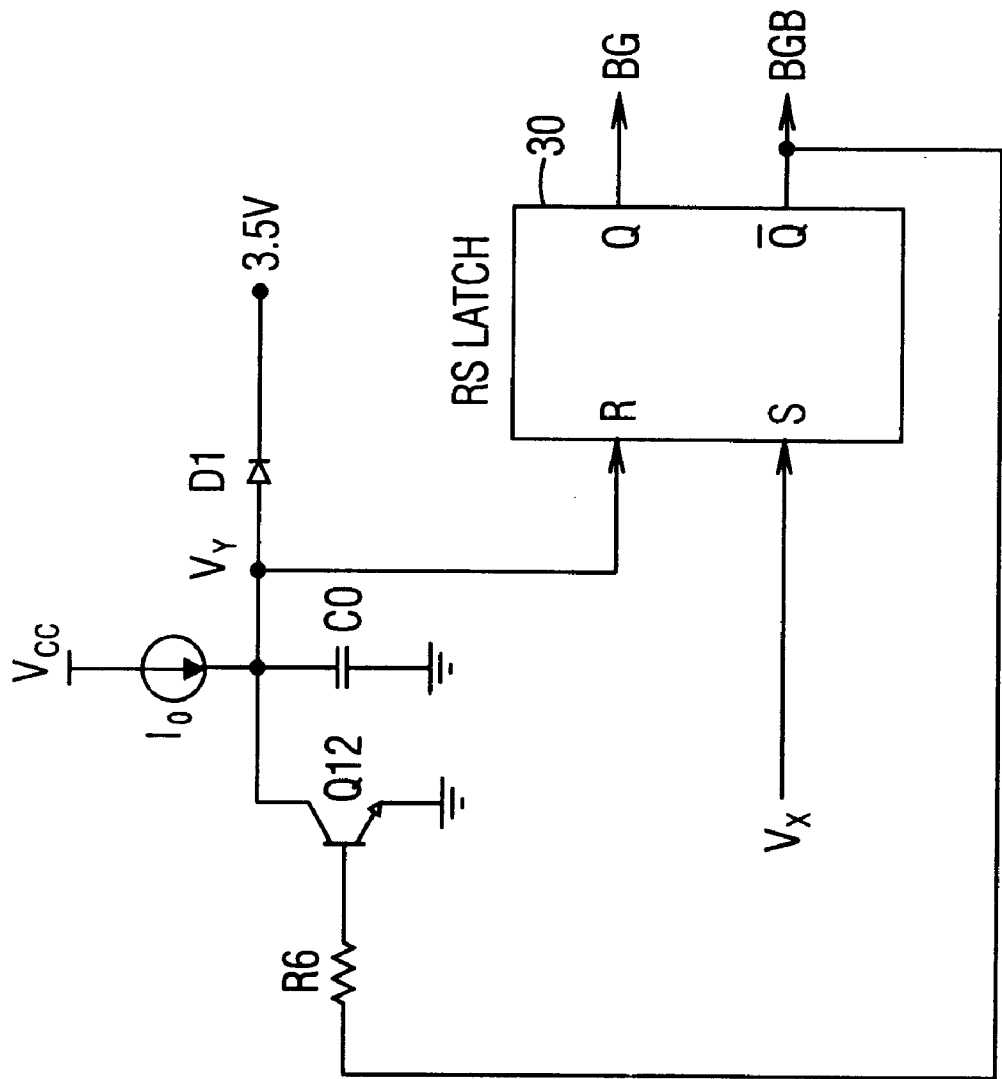 V_CC
I_0
V_Y
D1
3.5V
C0
Q12
R6
RS LATCH
30
R
Q
BG
S
Q̅
BGB
V_X